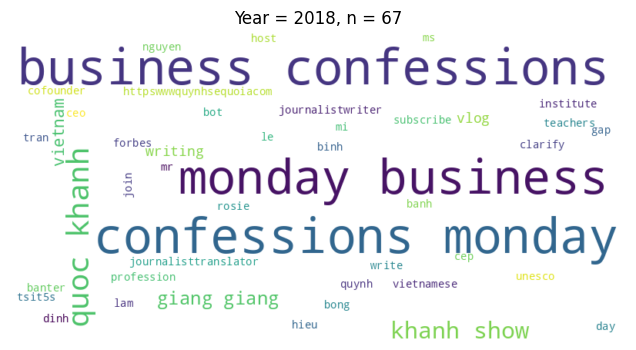 Year = 2018, n = 67
host ms
nguyen
business confessions
cofounder httpswwwquynhsequoiacom
vietnam
ceo bot journalistwriter institute
subscribe vlog teachers
tran forbes le mi gap
writing binh clarify
quoc khanh
join mr monday business
rosie banh
confessions monday
journalisttranslator write cep
profession unesco
banter quynh vietnamese
tsit5s lam giang giang bong
dinh hieu khanh show day